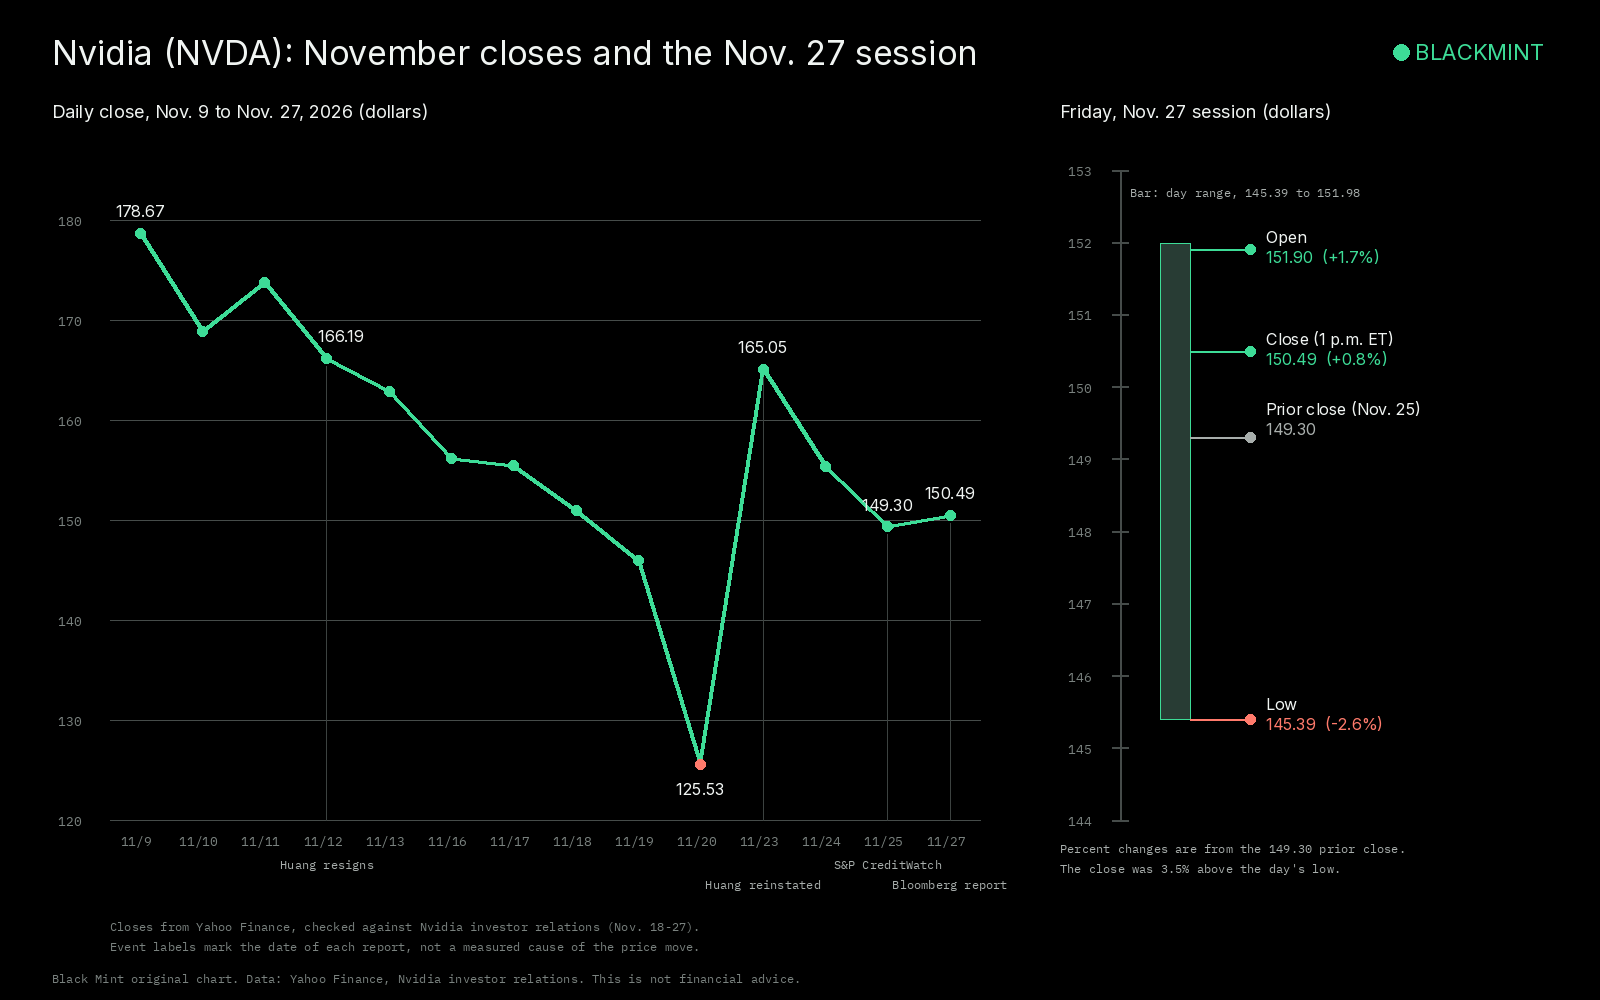 Nvidia (NVDA): November closes and the Nov. 27 session
BLACKMINT
Daily close, Nov. 9 to Nov. 27, 2026 (dollars)
180
170
160
150
140
130
120
178.67
166.19
125.53
165.05
149.30
150.49
11/9
11/10
11/11
11/12
11/13
11/16
11/17
11/18
11/19
11/20
11/23
11/24
11/25
11/27
Huang resigns
S&P CreditWatch
Huang reinstated
Bloomberg report
Closes from Yahoo Finance, checked against Nvidia investor relations (Nov. 18-27).
Event labels mark the date of each report, not a measured cause of the price move.
Friday, Nov. 27 session (dollars)
153
152
151
150
149
148
147
146
145
144
Bar: day range, 145.39 to 151.98
Open
151.90 (+1.7%)
Close (1 p.m. ET)
150.49 (+0.8%)
Prior close (Nov. 25)
149.30
Low
145.39 (-2.6%)
Percent changes are from the 149.30 prior close.
The close was 3.5% above the day's low.
Black Mint original chart. Data: Yahoo Finance, Nvidia investor relations. This is not financial advice.